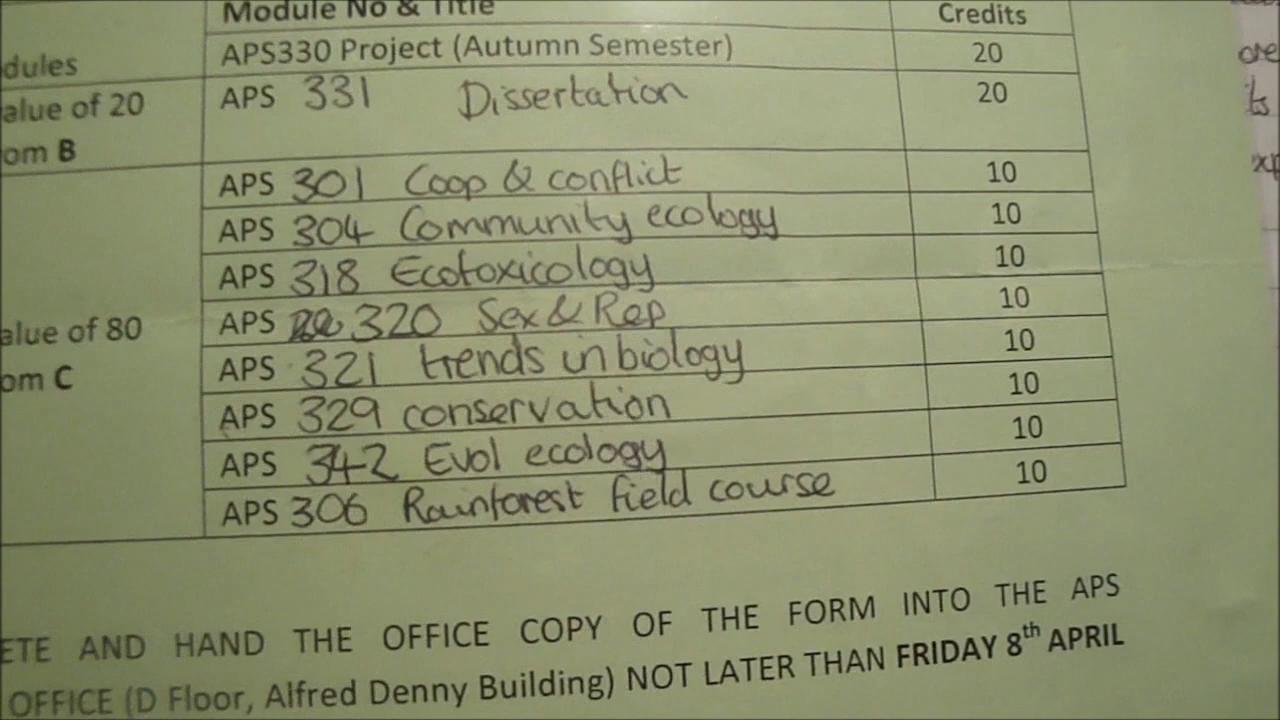 Module No & Title Credits
dules APS330 Project (Autumn Semester) 20
alue of 20 APS 331 Dissertation 20
om B
APS 301 Coop & conflict 10
APS 304 Community ecology 10
APS 318 Ecotoxicology 10
APS 320 Sex & Rep 10
alue of 80
APS 321 trends in biology 10
om C
APS 329 conservation 10
APS 342 Evol ecology 10
APS 306 Rainforest field course 10
ETE AND HAND THE OFFICE COPY OF THE FORM INTO THE APS
OFFICE (D Floor, Alfred Denny Building) NOT LATER THAN FRIDAY 8th APRIL